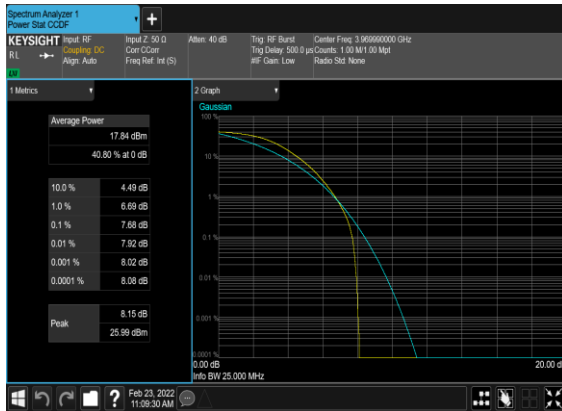 Spectrum Analyzer 1
Power Stat CCDF
KEYSIGHT
RL
Input: RF
Coupling: DC
Align: Auto
Input Z: 50 Ω
Corr CCorr
Freq Ref: Int (S)
Atten: 40 dB
Trig: RF Burst
Trig Delay: 500.0 µs
#IF Gain: Low
Center Freq: 3.969990000 GHz
Counts: 1.00 M/1.00 Mpt
Radio Std: None
1 Metrics
Average Power
17.84 dBm
40.80 % at 0 dB
10.0 % 4.49 dB
1.0 % 6.69 dB
0.1 % 7.68 dB
0.01 % 7.92 dB
0.001 % 8.02 dB
0.0001 % 8.08 dB
Peak
8.15 dB
25.99 dBm
2 Graph
Gaussian
100 %
10 %
1 %
0.1 %
0.01 %
0.001 %
0.0001 %
0.00 dB
20.00 d
Info BW 25.000 MHz
Feb 23, 2022
11:09:30 AM